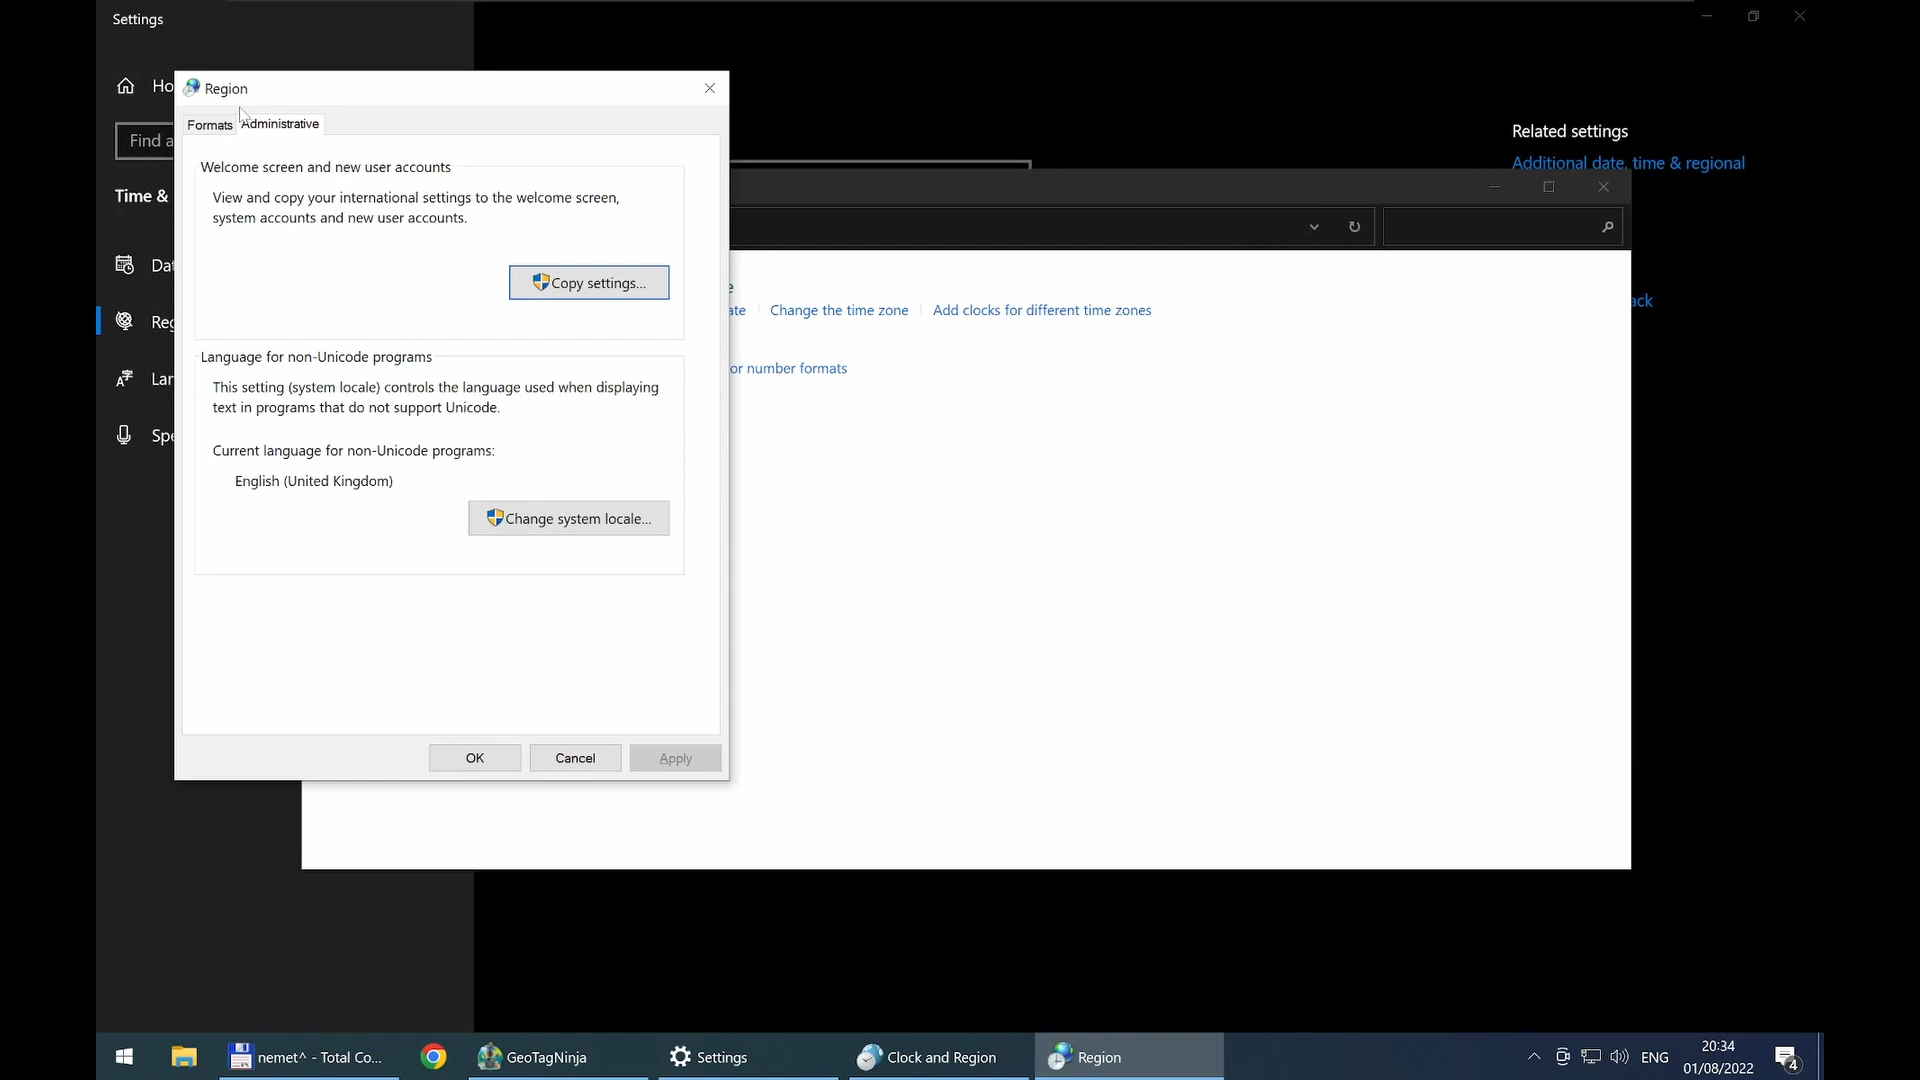 Settings
Ho
Find a
Time &
Dat
Reg
Lan
Spe
Region
Formats
Administrative
Welcome screen and new user accounts
View and copy your international settings to the welcome screen,
system accounts and new user accounts.
Copy settings...
Language for non-Unicode programs
This setting (system locale) controls the language used when displaying
text in programs that do not support Unicode.
Current language for non-Unicode programs:
English (United Kingdom)
Change system locale...
OK
Cancel
Apply
Related settings
Additional date, time & regional
e
ate
Change the time zone
Add clocks for different time zones
or number formats
ack
nemet^ - Total Co...
GeoTagNinja
Settings
Clock and Region
Region
ENG
20:34
01/08/2022
4